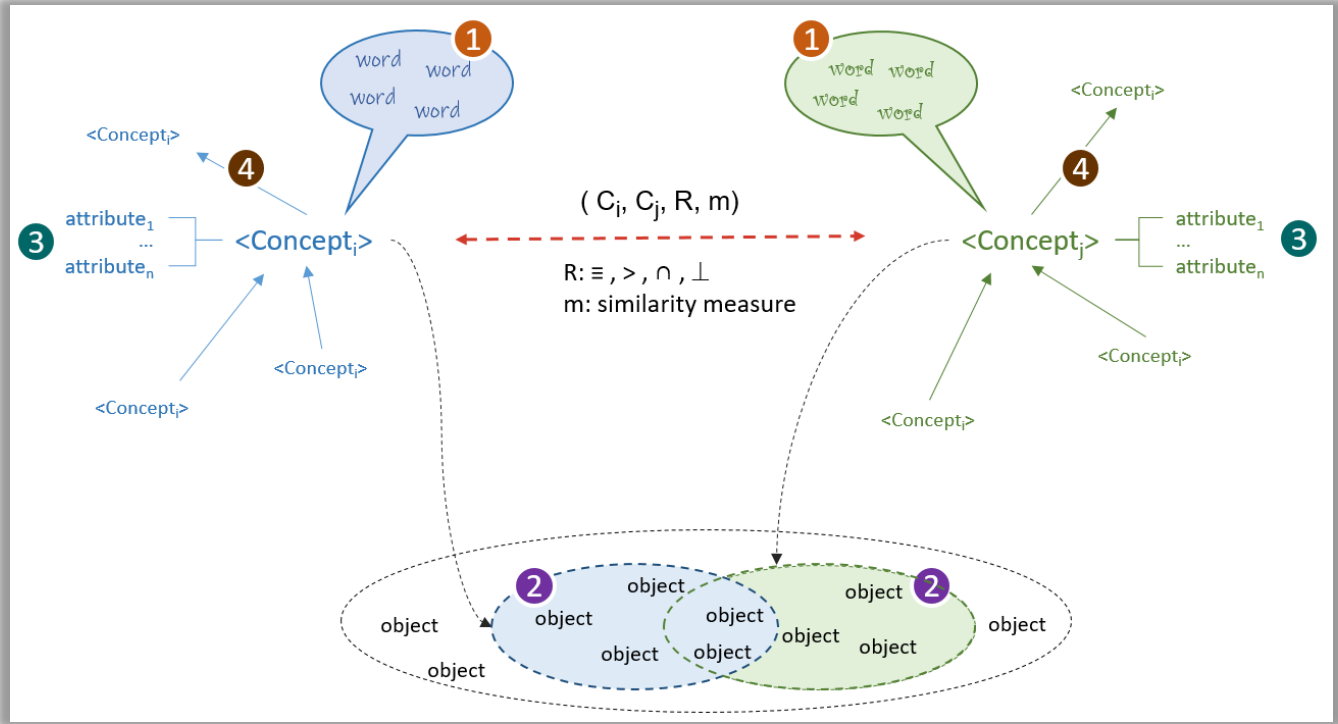 1
word word
word word
1
word word
word word
<Conceptᵢ>
4
3
attribute₁
...
attributeₙ
<Conceptᵢ>
<Conceptᵢ>
<Conceptᵢ>
( Cᵢ, Cⱼ, R, m)
R: ≡ , > , ∩ , ⊥
m: similarity measure
<Conceptᵢ>
4
<Conceptⱼ>
attribute₁
...
attributeₙ
3
<Conceptᵢ>
<Conceptᵢ>
2
2
object
object
object
object
object
object
object
object
object
object
object